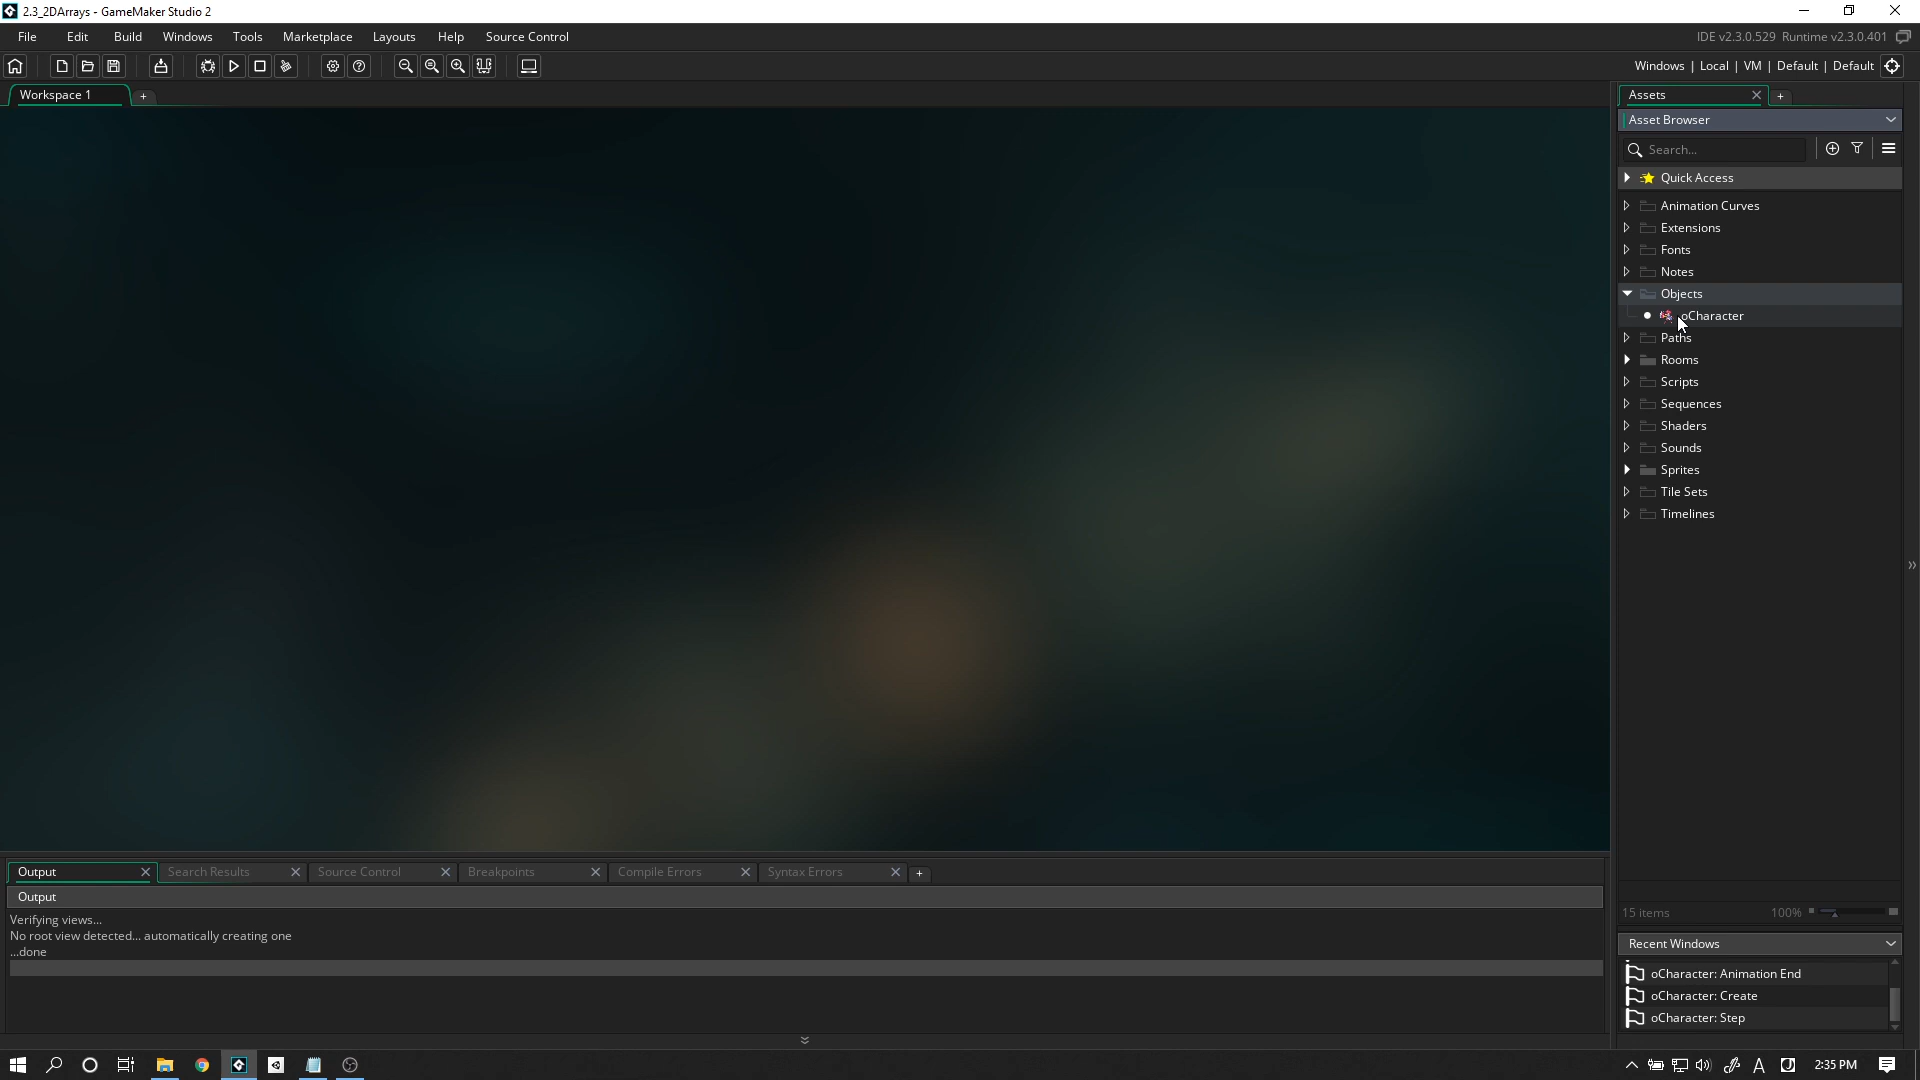 2.3_2DArrays - GameMaker Studio 2
File Edit Build Windows Tools Marketplace Layouts Help Source Control
IDE v2.3.0.529 Runtime v2.3.0.401
Windows | Local | VM | Default | Default
Workspace 1
Assets
Asset Browser
Search...
Quick Access
Animation Curves
Extensions
Fonts
Notes
Objects
oCharacter
Paths
Rooms
Scripts
Sequences
Shaders
Sounds
Sprites
Tile Sets
Timelines
15 items 100%
Recent Windows
oCharacter: Animation End
oCharacter: Create
oCharacter: Step
Output Search Results Source Control Breakpoints Compile Errors Syntax Errors
Output
Verifying views...
No root view detected... automatically creating one
...done
A 2:35 PM